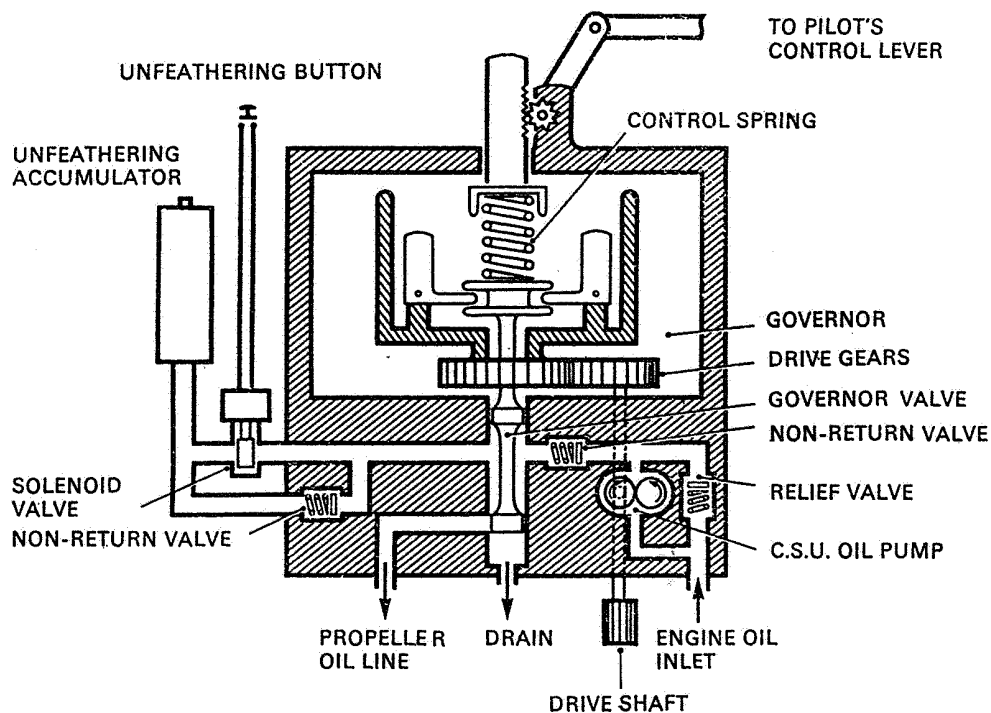 TO PILOT'S
CONTROL LEVER
UNFEATHERING BUTTON
CONTROL SPRING
UNFEATHERING
ACCUMULATOR
GOVERNOR
DRIVE GEARS
GOVERNOR VALVE
NON-RETURN VALVE
SOLENOID
VALVE
NON-RETURN VALVE
RELIEF VALVE
C.S.U. OIL PUMP
PROPELLER
OIL LINE
DRAIN
ENGINE OIL
INLET
DRIVE SHAFT